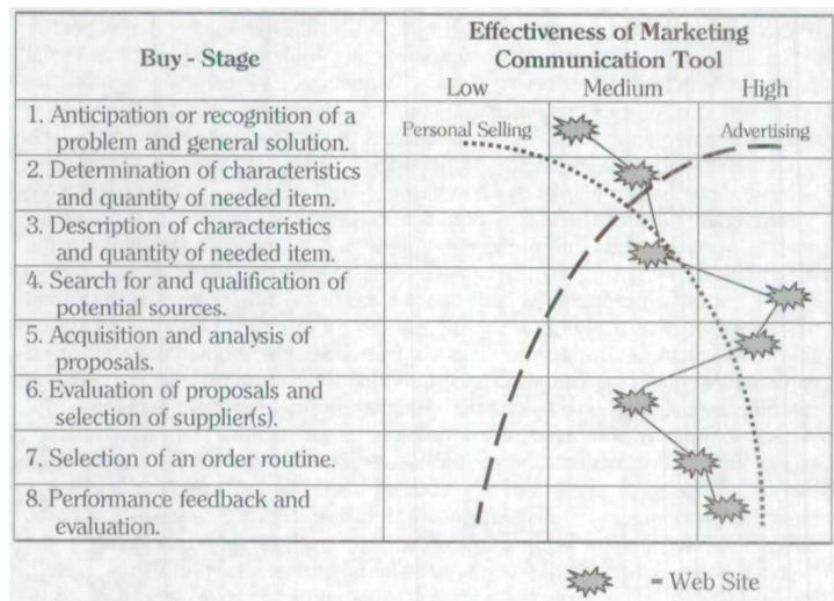 Effectiveness of Marketing
Buy - Stage
Communication Tool
Low Medium High
1. Anticipation or recognition of a
problem and general solution.
Personal Selling
Advertising
2. Determination of characteristics
and quantity of needed item.
3. Description of characteristics
and quantity of needed item.
4. Search for and qualification of
potential sources.
5. Acquisition and analysis of
proposals.
6. Evaluation of proposals and
selection of supplier(s).
7. Selection of an order routine.
8. Performance feedback and
evaluation.
= Web Site